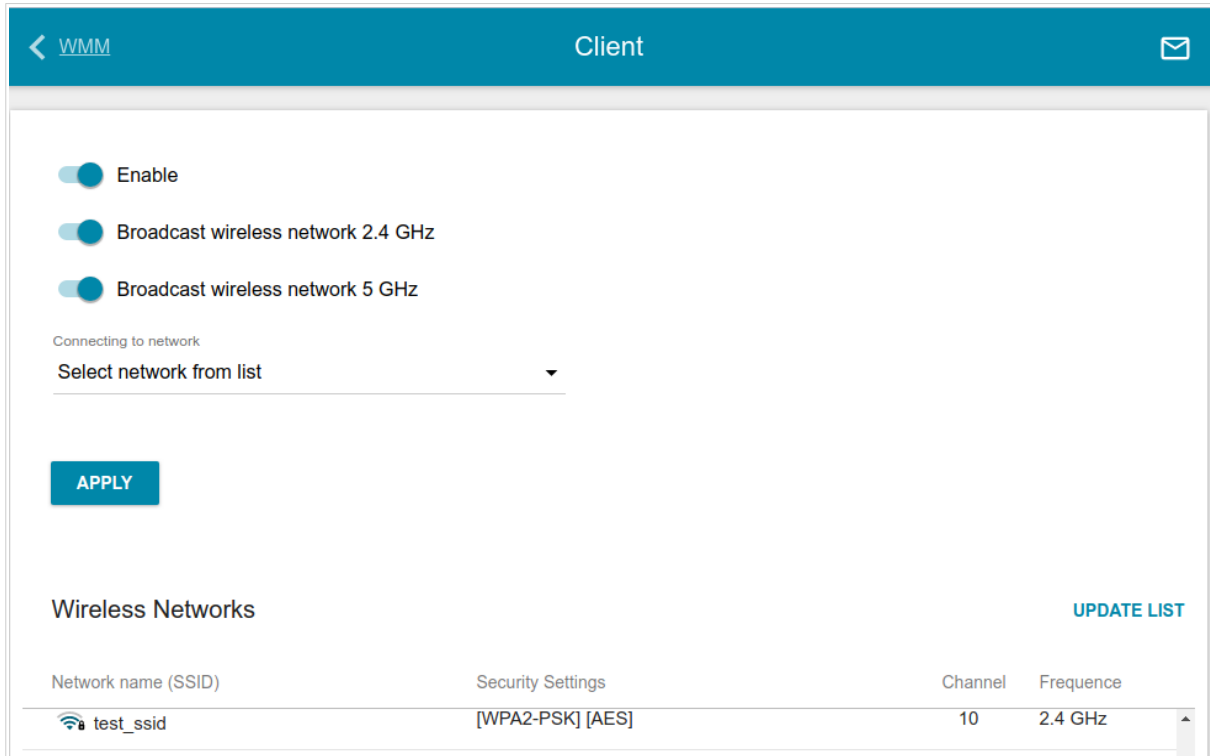 WMM Client
Enable
Broadcast wireless network 2.4 GHz
Broadcast wireless network 5 GHz
Connecting to network
Select network from list
APPLY
Wireless Networks UPDATE LIST
Network name (SSID) Security Settings Channel Frequence
test_ssid [WPA2-PSK] [AES] 10 2.4 GHz